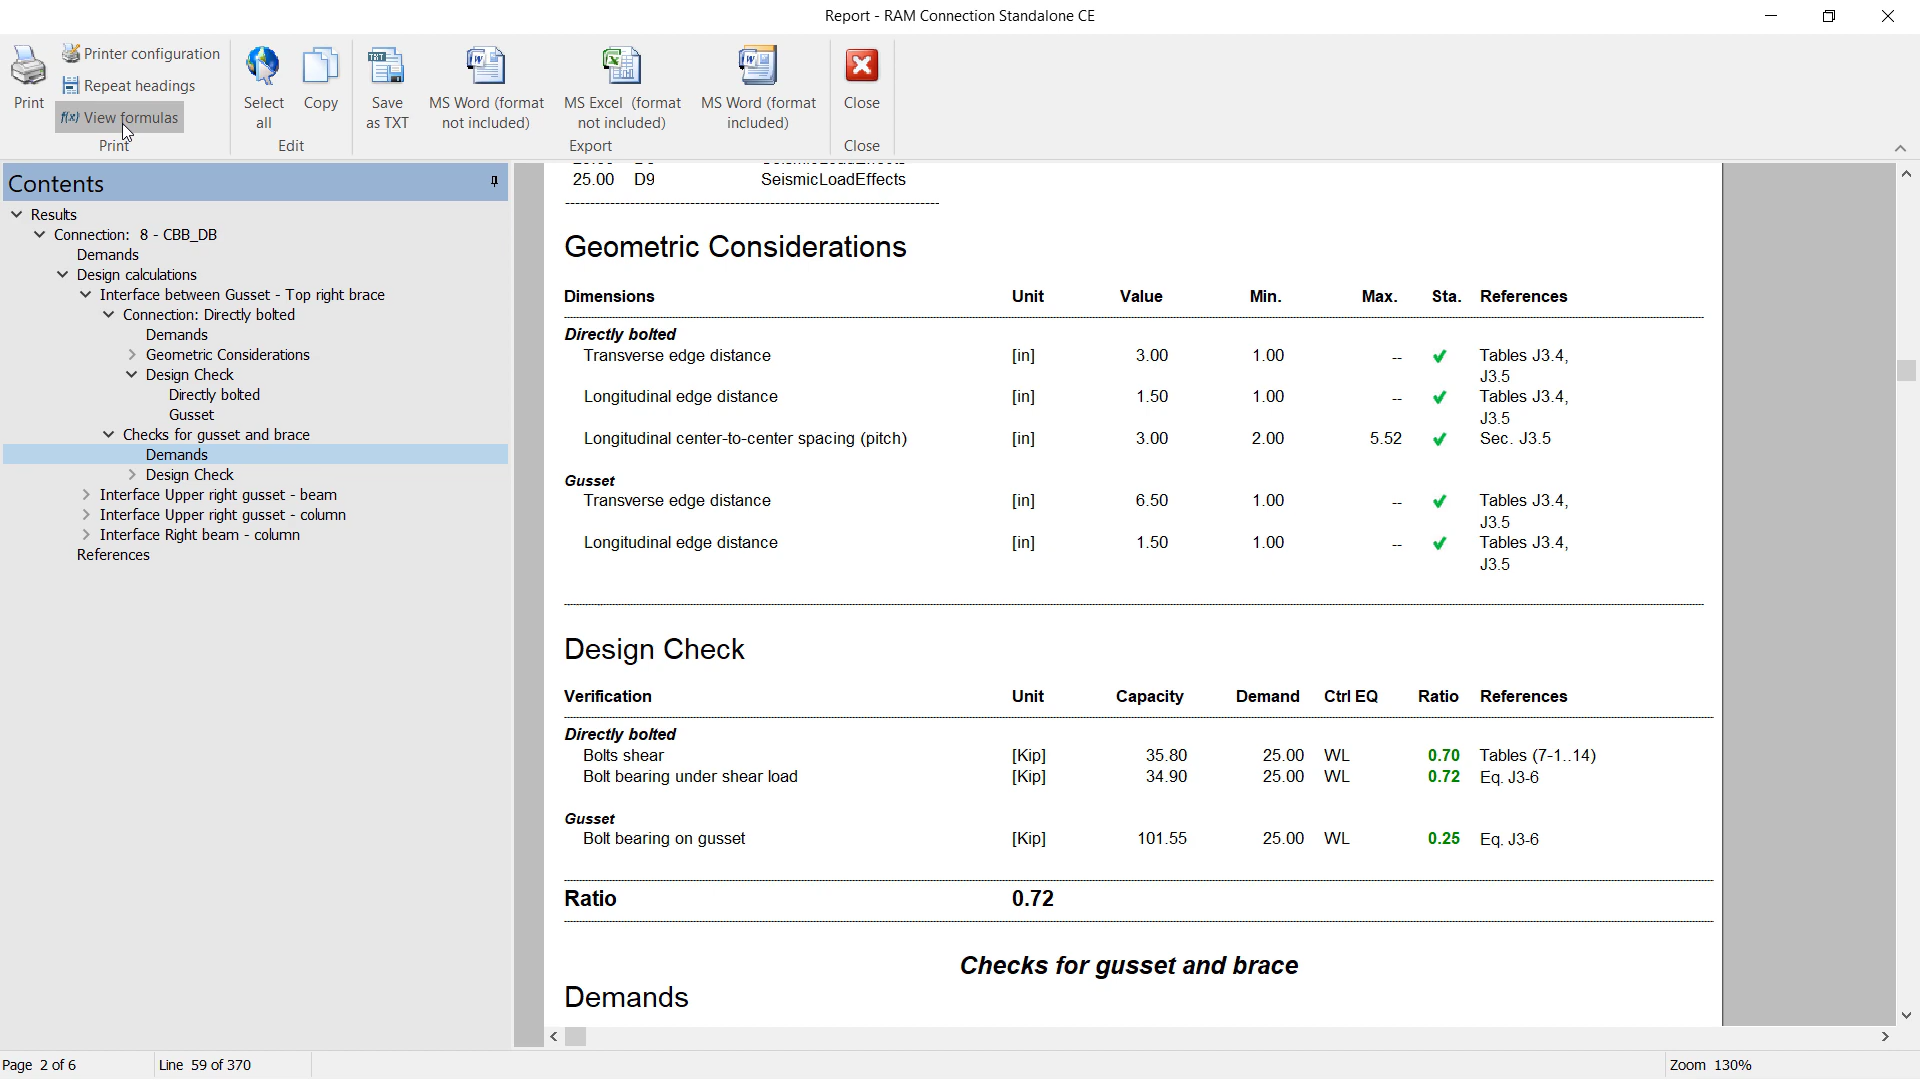 Report - RAM Connection Standalone CE
Print
Printer configuration
Repeat headings
f(x) View formulas
Print
Select all
Copy
Edit
Save as TXT
MS Word (format not included)
MS Excel (format not included)
MS Word (format included)
Export
Close
Close
Contents
Results
Connection: 8 - CBB_DB
Demands
Design calculations
Interface between Gusset - Top right brace
Connection: Directly bolted
Demands
Geometric Considerations
Design Check
Directly bolted
Gusset
Checks for gusset and brace
Demands
Design Check
Interface Upper right gusset - beam
Interface Upper right gusset - column
Interface Right beam - column
References
25.00 D9 SeismicLoadEffects
Geometric Considerations
Dimensions Unit Value Min. Max. Sta. References
Directly bolted
Transverse edge distance [in] 3.00 1.00 -- Tables J3.4,
J3.5
Longitudinal edge distance [in] 1.50 1.00 -- Tables J3.4,
J3.5
Longitudinal center-to-center spacing (pitch) [in] 3.00 2.00 5.52 Sec. J3.5
Gusset
Transverse edge distance [in] 6.50 1.00 -- Tables J3.4,
J3.5
Longitudinal edge distance [in] 1.50 1.00 -- Tables J3.4,
J3.5
Design Check
Verification Unit Capacity Demand Ctrl EQ Ratio References
Directly bolted
Bolts shear [Kip] 35.80 25.00 WL 0.70 Tables (7-1..14)
Bolt bearing under shear load [Kip] 34.90 25.00 WL 0.72 Eq. J3-6
Gusset
Bolt bearing on gusset [Kip] 101.55 25.00 WL 0.25 Eq. J3-6
Ratio 0.72
Checks for gusset and brace
Demands
Page 2 of 6 Line 59 of 370 Zoom 130%